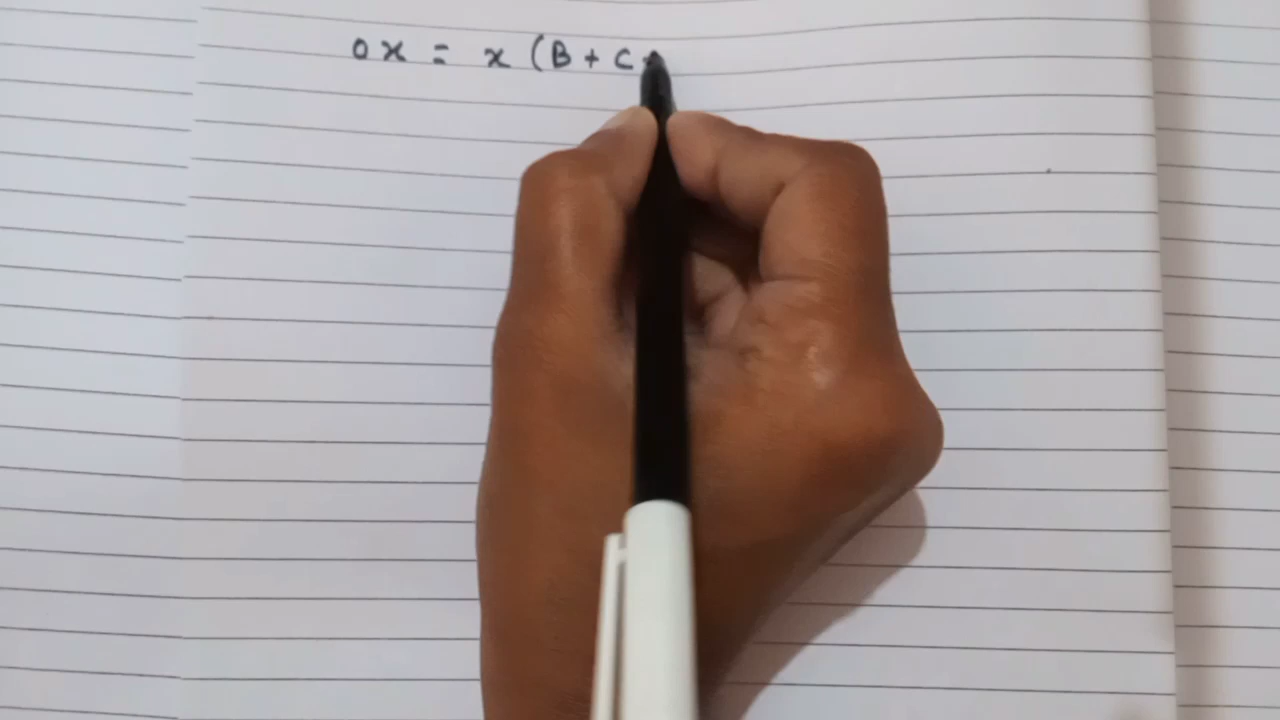 0x = x (B + C